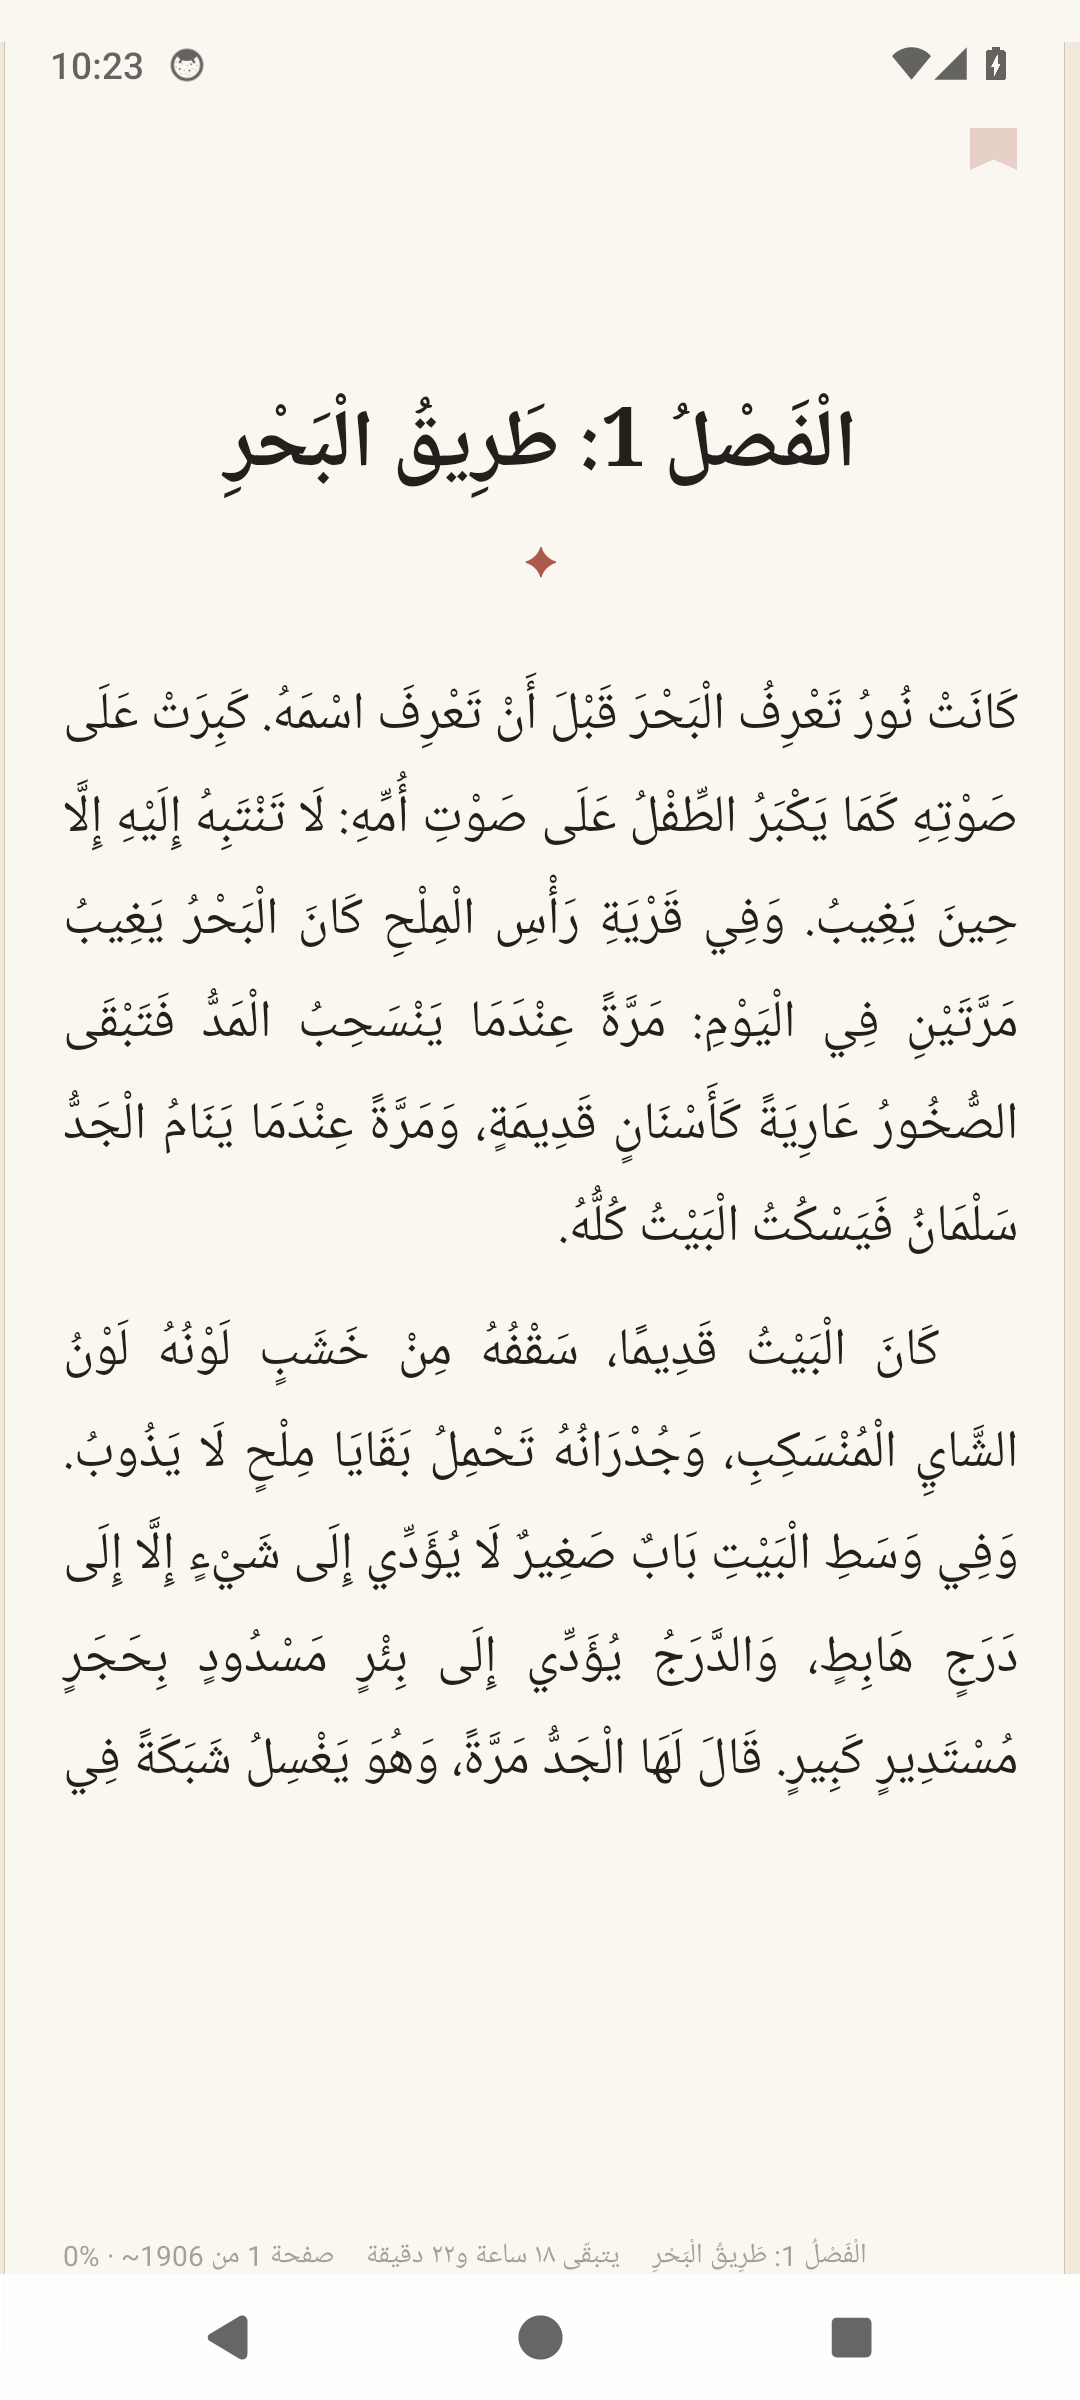 10:23
الْفَصْلُ 1: طَرِيقُ الْبَحْرِ
كَانَتْ نُورُ تَعْرِفُ الْبَحْرَ قَبْلَ أَنْ تَعْرِفَ اسْمَهُ. كَبِرَتْ عَلَى
صَوْتِهِ كَمَا يَكْبَرُ الطِّفْلُ عَلَى صَوْتِ أُمِّهِ: لَا تَنْتَبِهُ إِلَيْهِ إِلَّا
حِينَ يَغِيبُ. وَفِي قَرْيَةِ رَأْسِ الْمِلْحِ كَانَ الْبَحْرُ يَغِيبُ
مَرَّتَيْنِ فِي الْيَوْمِ: مَرَّةً عِنْدَمَا يَنْسَحِبُ الْمَدُّ فَتَبْقَى
الصُّخُورُ عَارِيَةً كَأَسْنَانٍ قَدِيمَةٍ، وَمَرَّةً عِنْدَمَا يَنَامُ الْجَدُّ
سَلْمَانُ فَيَسْكُتُ الْبَيْتُ كُلُّهُ.
كَانَ الْبَيْتُ قَدِيمًا، سَقْفُهُ مِنْ خَشَبٍ لَوْنُهُ لَوْنُ
الشَّايِ الْمُنْسَكِبِ، وَجُدْرَانُهُ تَحْمِلُ بَقَايَا مِلْحٍ لَا يَذُوبُ.
وَفِي وَسَطِ الْبَيْتِ بَابٌ صَغِيرٌ لَا يُؤَدِّي إِلَى شَيْءٍ إِلَّا إِلَى
دَرَجٍ هَابِطٍ، وَالدَّرَجُ يُؤَدِّي إِلَى بِئْرٍ مَسْدُودٍ بِحَجَرٍ
مُسْتَدِيرٍ كَبِيرٍ. قَالَ لَهَا الْجَدُّ مَرَّةً، وَهُوَ يَغْسِلُ شَبَكَةً فِي
الْفَصْلُ 1: طَرِيقُ الْبَحْرِ يتبقّى ١٨ ساعة و٢٢ دقيقة صفحة 1 من 1906~ · 0%